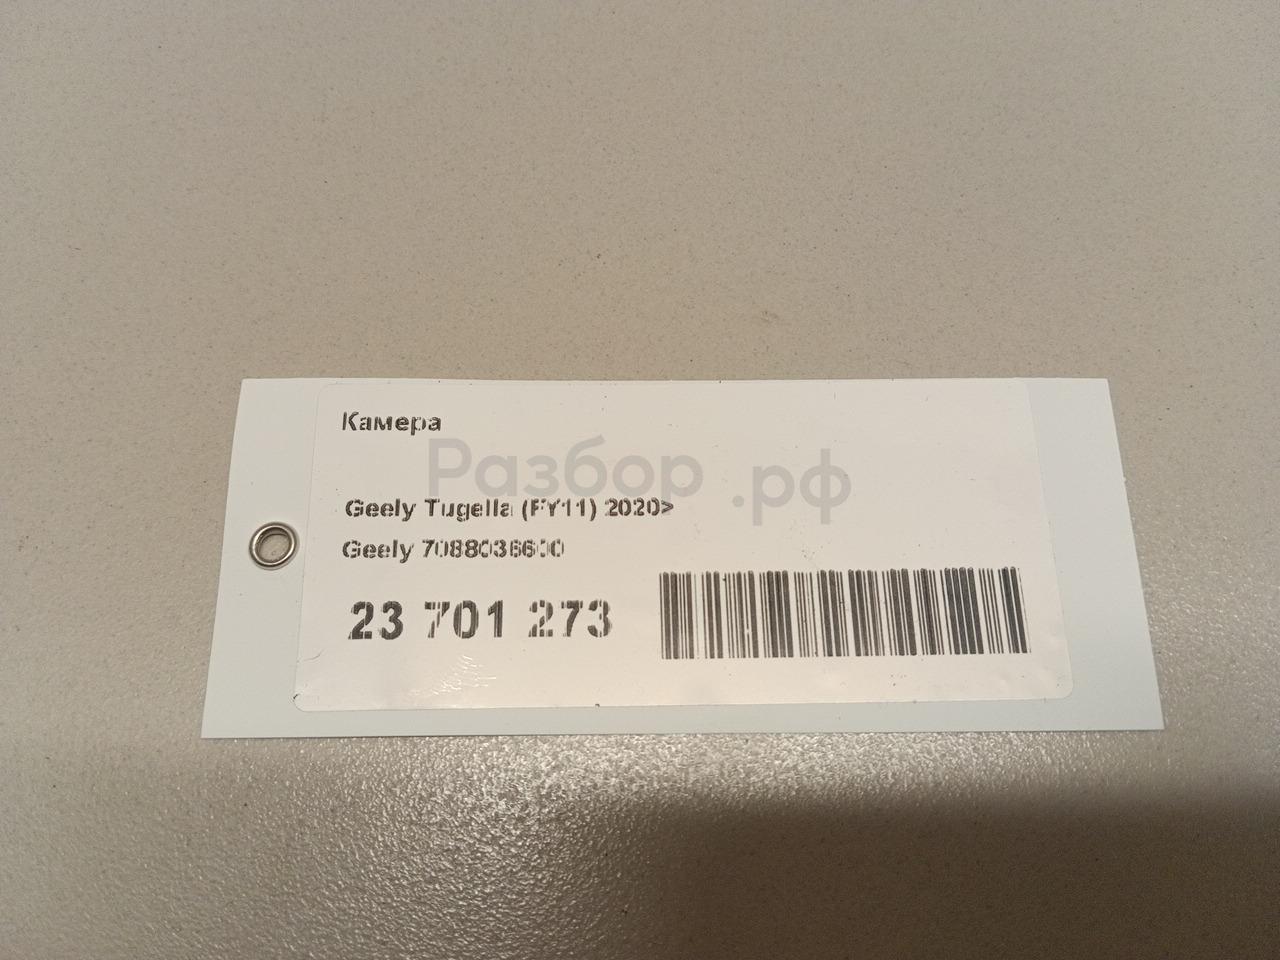 Камера
Разбор.рф
Geely Tugella (FY11) 2020>
Geely 7088036600
23 701 273